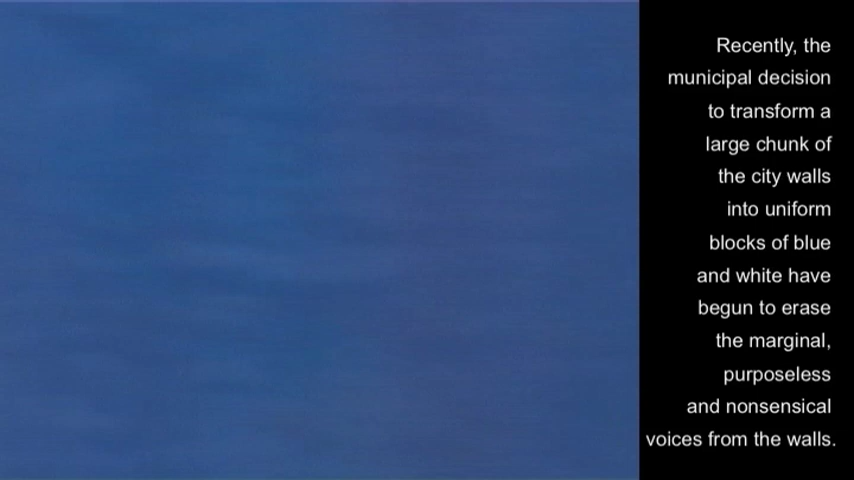 Recently, the
municipal decision
to transform a
large chunk of
the city walls
into uniform
blocks of blue
and white have
begun to erase
the marginal,
purposeless
and nonsensical
voices from the walls.